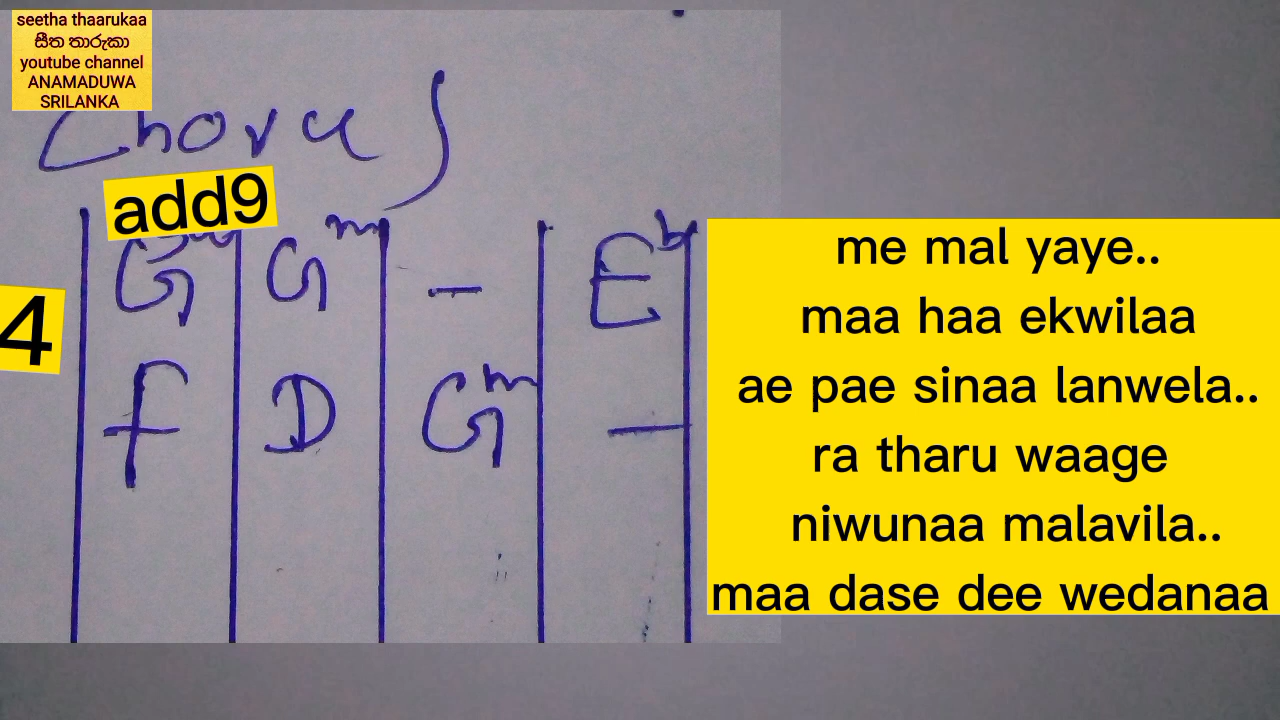 seetha thaarukaa
සීත තාරුකා
youtube channel
ANAMADUWA
SRILANKA
Chorus
add9
Gm Gm - Eb
4
F D Gm -
me mal yaye..
maa haa ekwilaa
ae pae sinaa lanwela..
ra tharu waage
niwunaa malavila..
maa dase dee wedanaa